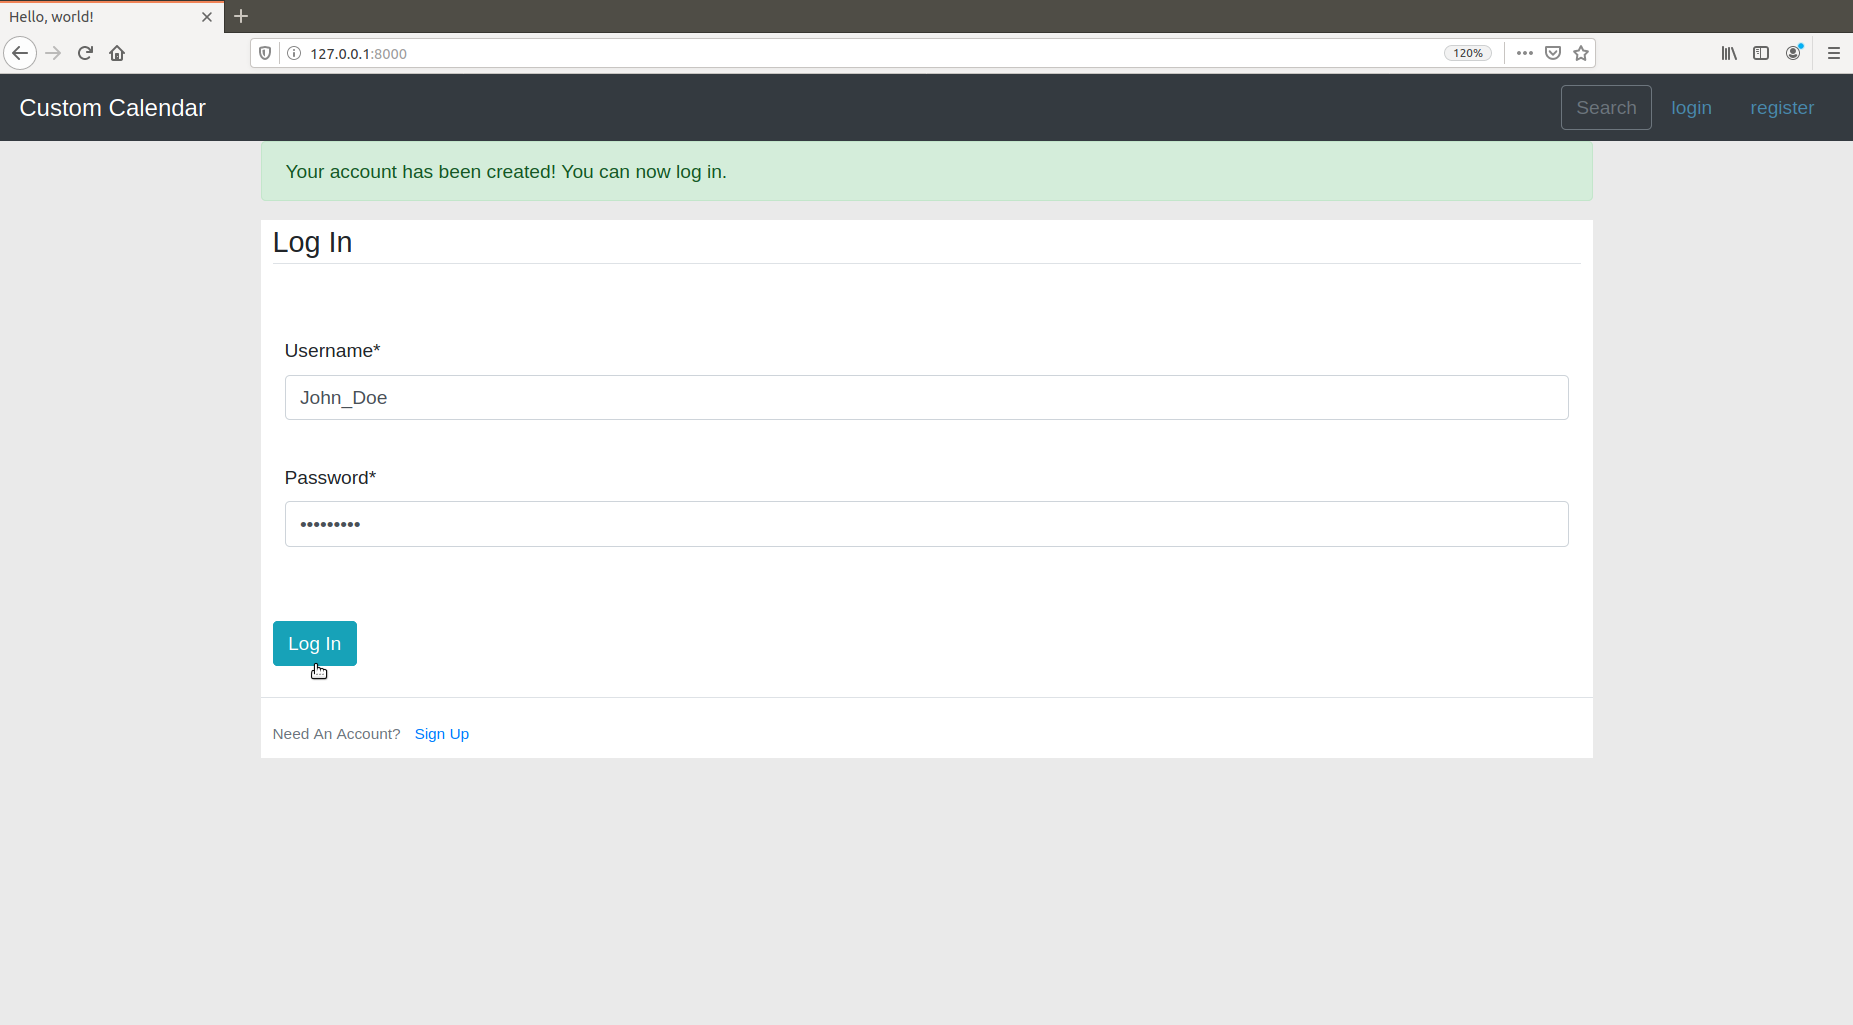 Hello, world!
127.0.0.1:8000
120%
Custom Calendar
Search
login
register
Your account has been created! You can now log in.
Log In
Username*
John_Doe
Password*
•••••••••
Log In
Need An Account? Sign Up